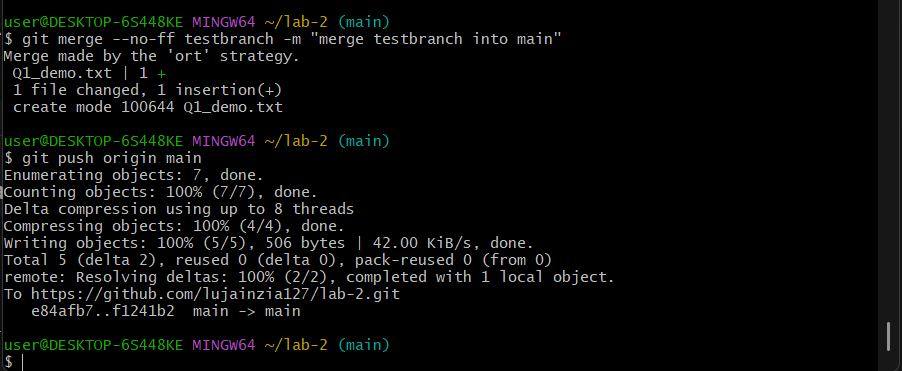 user@DESKTOP-6S448KE MINGW64 ~/lab-2 (main)
$ git merge --no-ff testbranch -m "merge testbranch into main"
Merge made by the 'ort' strategy.
 Q1_demo.txt | 1 +
 1 file changed, 1 insertion(+)
 create mode 100644 Q1_demo.txt

user@DESKTOP-6S448KE MINGW64 ~/lab-2 (main)
$ git push origin main
Enumerating objects: 7, done.
Counting objects: 100% (7/7), done.
Delta compression using up to 8 threads
Compressing objects: 100% (4/4), done.
Writing objects: 100% (5/5), 506 bytes | 42.00 KiB/s, done.
Total 5 (delta 2), reused 0 (delta 0), pack-reused 0 (from 0)
remote: Resolving deltas: 100% (2/2), completed with 1 local object.
To https://github.com/lujainzia127/lab-2.git
   e84afb7..f1241b2  main -> main

user@DESKTOP-6S448KE MINGW64 ~/lab-2 (main)
$